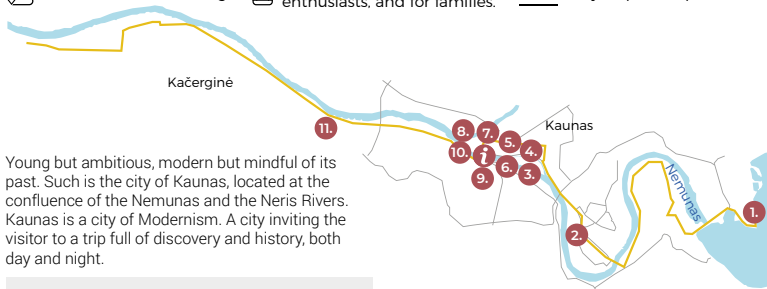 enthusiasts, and for families.
Kačerginė
Kaunas
Nemunas
1.
2.
3.
4.
5.
6.
7.
8.
9.
10.
11.
i
Young but ambitious, modern but mindful of its
past. Such is the city of Kaunas, located at the
confluence of the Nemunas and the Neris Rivers.
Kaunas is a city of Modernism. A city inviting the
visitor to a trip full of discovery and history, both
day and night.